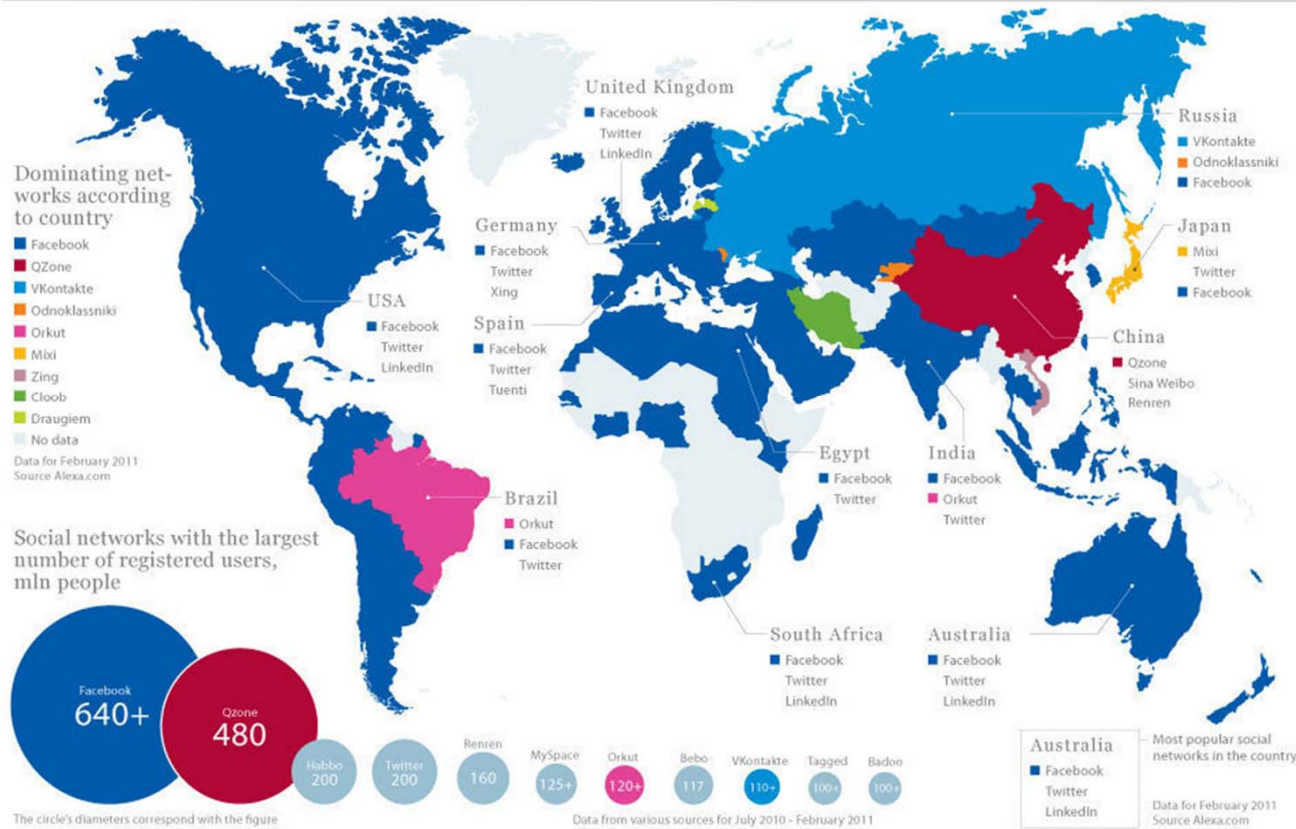 Dominating net-
works according
to country
Facebook
QZone
VKontakte
Odnoklassniki
Orkut
Mixi
Zing
Cloob
Draugiem
No data
Data for February 2011
Source Alexa.com
USA
Facebook
Twitter
LinkedIn
United Kingdom
Facebook
Twitter
LinkedIn
Germany
Facebook
Twitter
Xing
Spain
Facebook
Twitter
Tuenti
Russia
VKontakte
Odnoklassniki
Facebook
Japan
Mixi
Twitter
Facebook
China
Qzone
Sina Weibo
Renren
Brazil
Orkut
Facebook
Twitter
Egypt
Facebook
Twitter
India
Facebook
Orkut
Twitter
South Africa
Facebook
Twitter
LinkedIn
Australia
Facebook
Twitter
LinkedIn
Social networks with the largest
number of registered users,
mln people
Facebook
640+
Qzone
480
Habbo
200
Twitter
200
Renren
160
MySpace
125+
Orkut
120+
Bebo
117
VKontakte
110+
Tagged
100+
Badoo
100+
The circle's diameters correspond with the figure
Data from various sources for July 2010 - February 2011
Australia
Facebook
Twitter
LinkedIn
Most popular social
networks in the country
Data for February 2011
Source Alexa.com